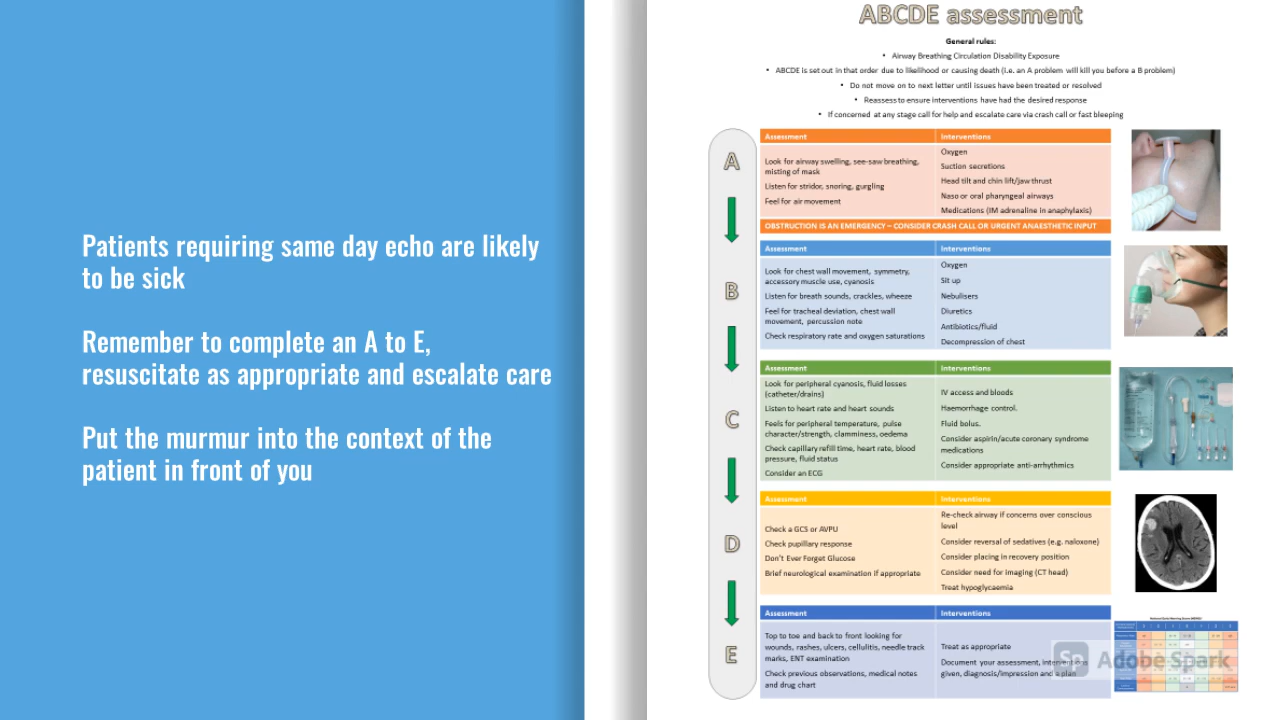 Patients requiring same day echo are likely
to be sick
Remember to complete an A to E,
resuscitate as appropriate and escalate care
Put the murmur into the context of the
patient in front of you
ABCDE assessment
General rules:
• Airway Breathing Circulation Disability Exposure
• ABCDE is set out in that order due to likelihood or causing death (i.e. an A problem will kill you before a B problem)
• Do not move on to next letter until issues have been treated or resolved
• Reassess to ensure interventions have had the desired response
• If concerned at any stage call for help and escalate care via crash call or fast bleeping
A
Assessment
Look for airway swelling, see-saw breathing,
misting of mask
Listen for stridor, snoring, gurgling
Feel for air movement
Interventions
Oxygen
Suction secretions
Head tilt and chin lift/jaw thrust
Naso or oral pharyngeal airways
Medications (IM adrenaline in anaphylaxis)
OBSTRUCTION IS AN EMERGENCY – CONSIDER CRASH CALL OR URGENT ANAESTHETIC INPUT
B
Assessment
Look for chest wall movement, symmetry,
accessory muscle use, cyanosis
Listen for breath sounds, crackles, wheeze
Feel for tracheal deviation, chest wall
movement, percussion note
Check respiratory rate and oxygen saturations
Interventions
Oxygen
Sit up
Nebulisers
Diuretics
Antibiotics/fluid
Decompression of chest
C
Assessment
Look for peripheral cyanosis, fluid losses
(catheter/drains)
Listen to heart rate and heart sounds
Feels for peripheral temperature, pulse
character/strength, clamminess, oedema
Check capillary refill time, heart rate, blood
pressure, fluid status
Consider an ECG
Interventions
IV access and bloods
Haemorrhage control.
Fluid bolus.
Consider aspirin/acute coronary syndrome
medications
Consider appropriate anti-arrhythmics
D
Assessment
Check a GCS or AVPU
Check pupillary response
Don't Ever Forget Glucose
Brief neurological examination if appropriate
Interventions
Re-check airway if concerns over conscious
level
Consider reversal of sedatives (e.g. naloxone)
Consider placing in recovery position
Consider need for imaging (CT head)
Treat hypoglycaemia
E
Assessment
Top to toe and back to front looking for
wounds, rashes, ulcers, cellulitis, needle track
marks, ENT examination
Check previous observations, medical notes
and drug chart
Interventions
Treat as appropriate
Document your assessment, interventions
given, diagnosis/impression and a plan
Sp Adobe Spark